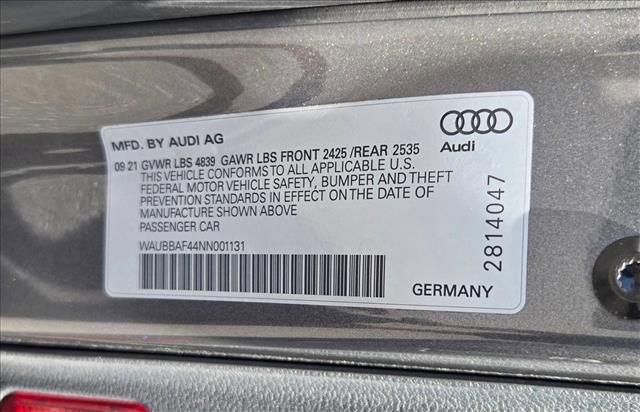 MFD. BY AUDI AG
Audi
09.21 GVWR LBS 4839 GAWR LBS FRONT 2425 /REAR 2535
THIS VEHICLE CONFORMS TO ALL APPLICABLE U.S.
FEDERAL MOTOR VEHICLE SAFETY, BUMPER AND THEFT
PREVENTION STANDARDS IN EFFECT ON THE DATE OF
MANUFACTURE SHOWN ABOVE
PASSENGER CAR
WAUBBAF44NN001131
2814047
GERMANY